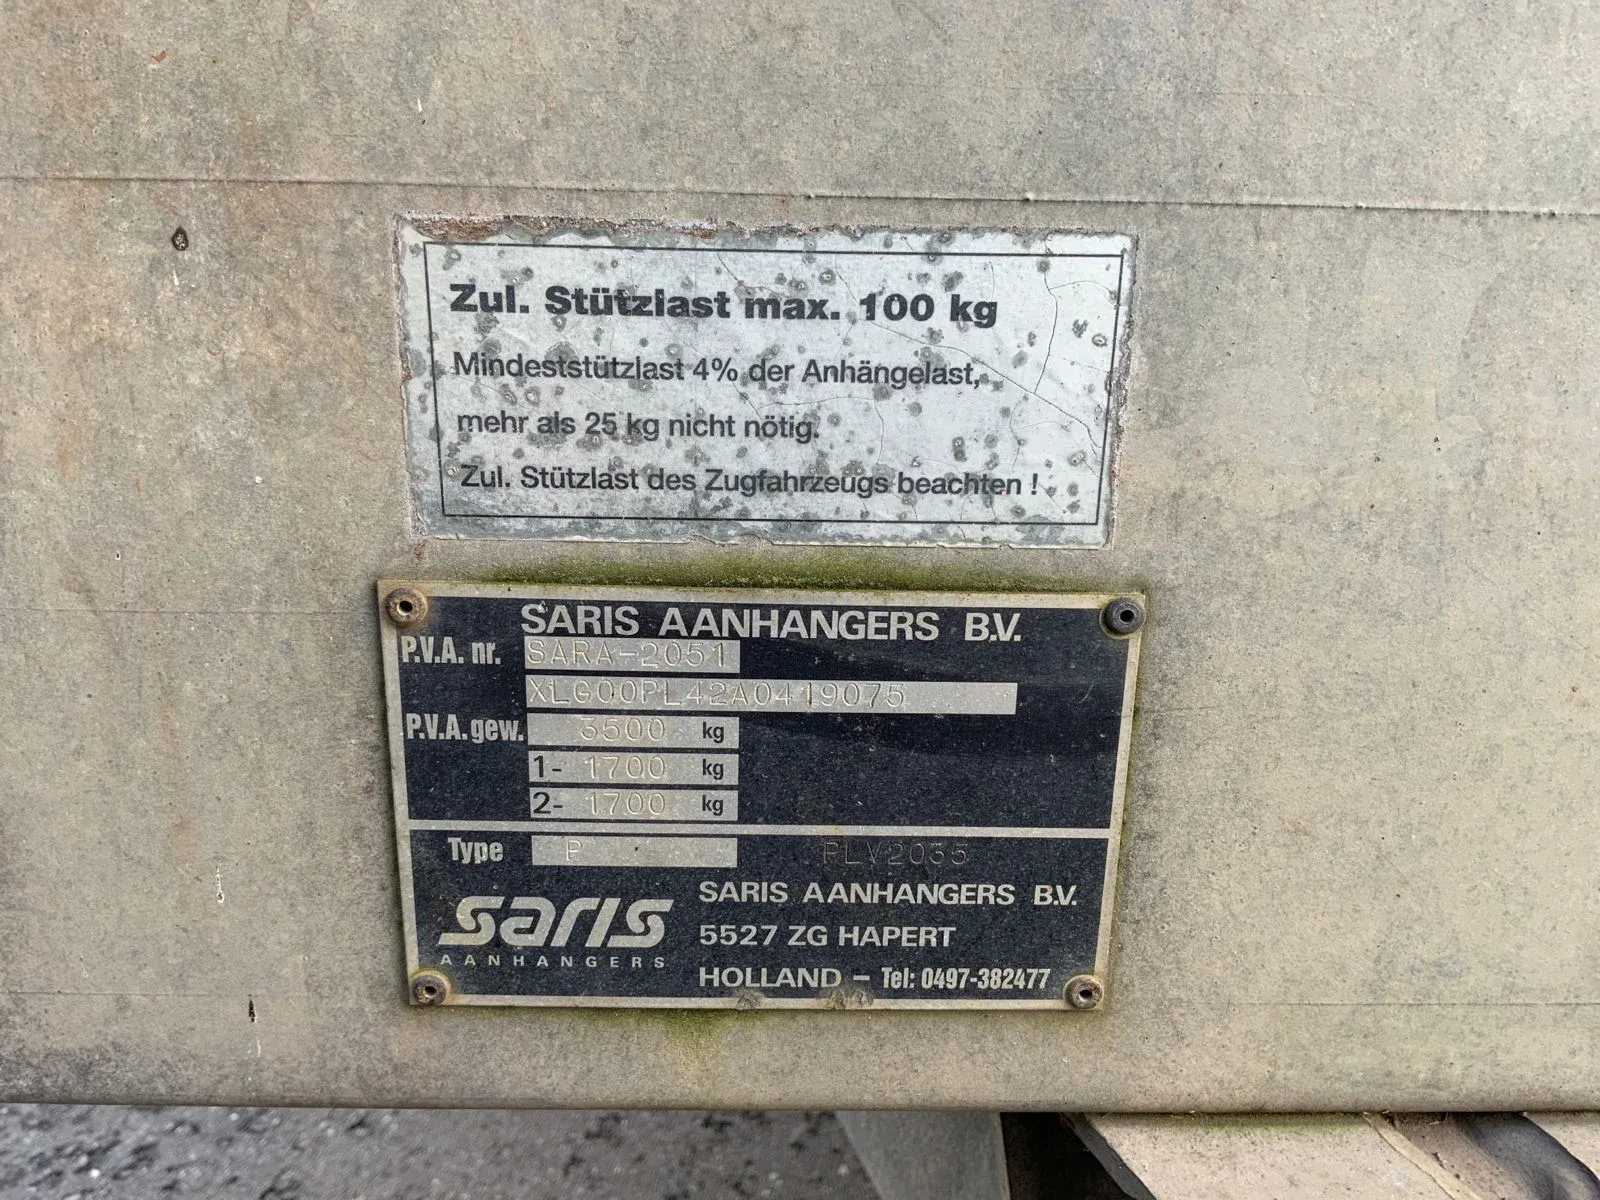 Zul. Stützlast max. 100 kg
Mindeststützlast 4% der Anhängelast,
mehr als 25 kg nicht nötig.
Zul. Stützlast des Zugfahrzeugs beachten !
SARIS AANHANGERS B.V.
P.V.A. nr. SARA-2051
XLG00PL42A0419075
P.V.A. gew. 3500 kg
1- 1700 kg
2- 1700 kg
Type P PLV2035
saris
AANHANGERS
SARIS AANHANGERS B.V.
5527 ZG HAPERT
HOLLAND – Tel: 0497-382477